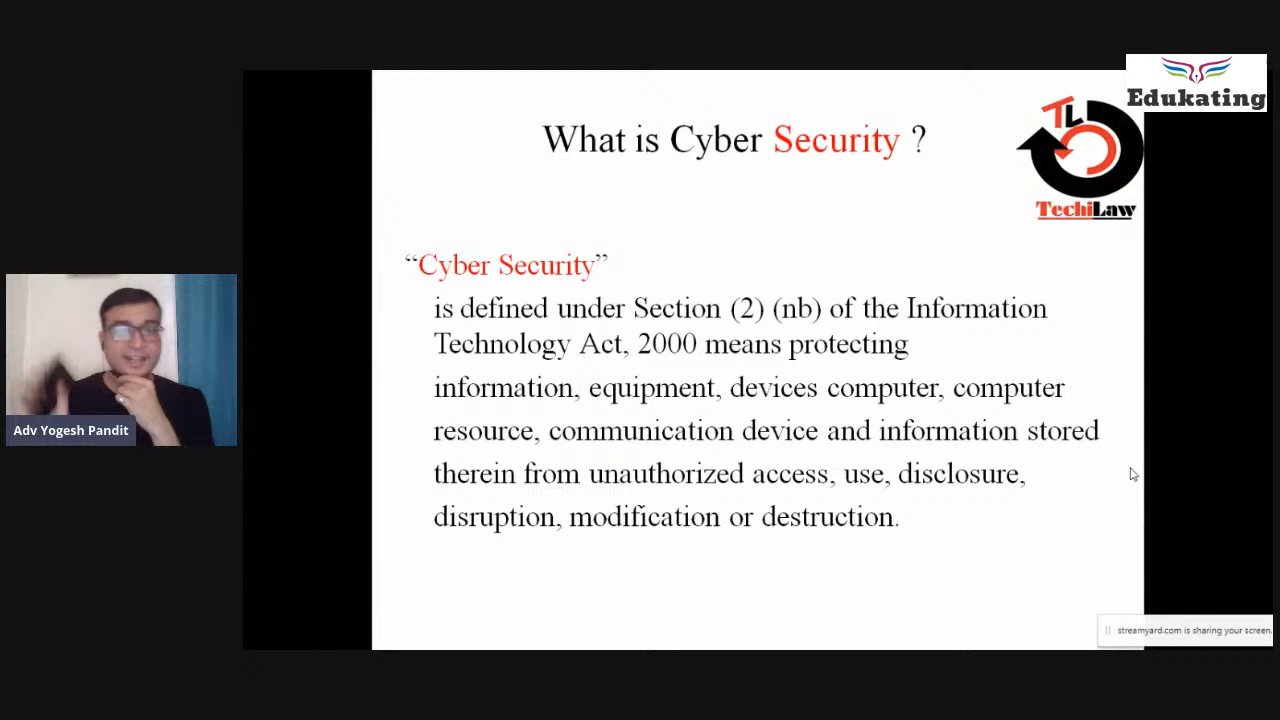 Edukating
What is Cyber Security ?
TL
TechiLaw
“Cyber Security”
is defined under Section (2) (nb) of the Information
Technology Act, 2000 means protecting
information, equipment, devices computer, computer
resource, communication device and information stored
therein from unauthorized access, use, disclosure,
disruption, modification or destruction.
Adv Yogesh Pandit
streamyard.com is sharing your screen.